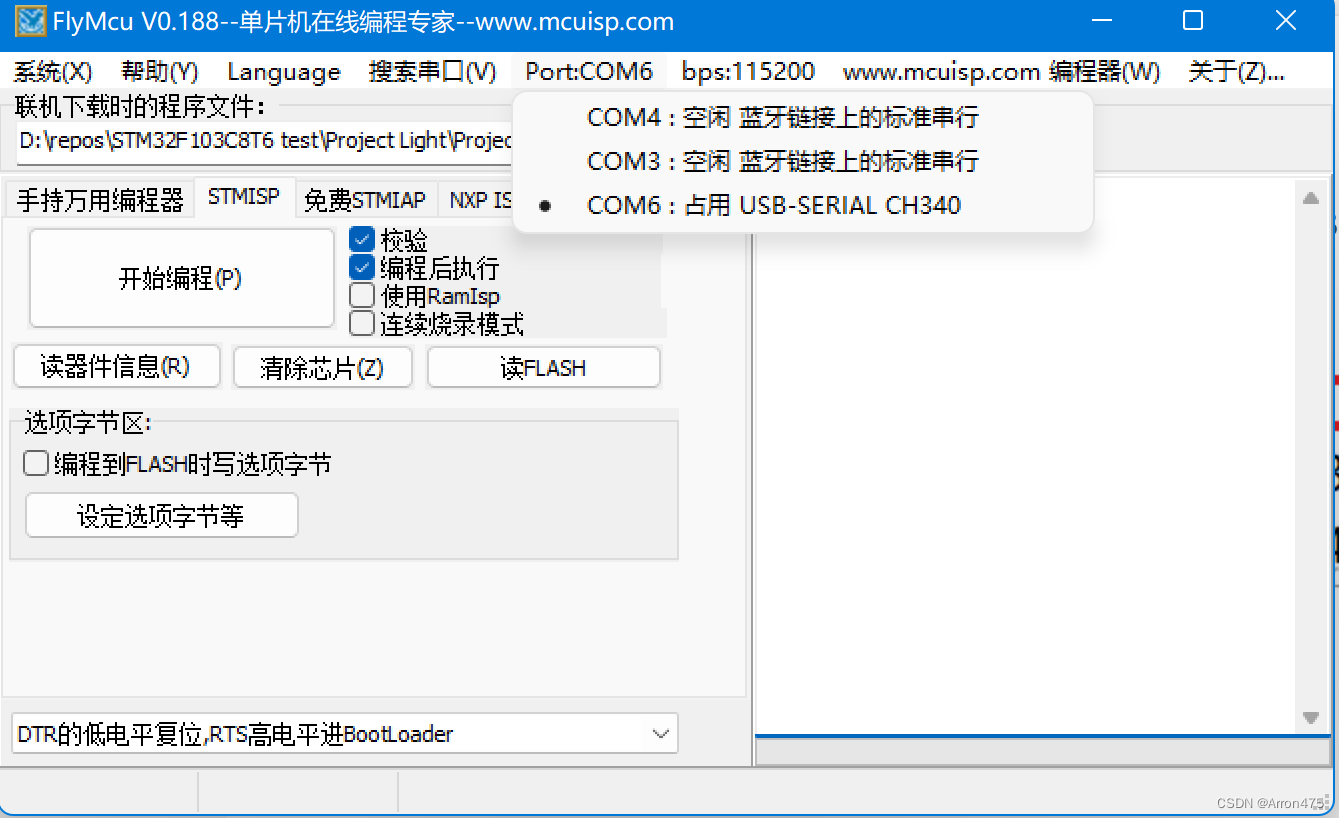 FlyMcu V0.188--单片机在线编程专家--www.mcuisp.com
系统(X) 帮助(Y) Language 搜索串口(V) Port:COM6 bps:115200 www.mcuisp.com 编程器(W) 关于(Z)...
联机下载时的程序文件：
D:\repos\STM32F103C8T6 test\Project Light\Projec
COM4 : 空闲 蓝牙链接上的标准串行
COM3 : 空闲 蓝牙链接上的标准串行
COM6 : 占用 USB-SERIAL CH340
手持万用编程器 STMISP 免费STMIAP NXP IS
开始编程(P)
校验
编程后执行
使用RamIsp
连续烧录模式
读器件信息(R) 清除芯片(Z) 读FLASH
选项字节区:
编程到FLASH时写选项字节
设定选项字节等
DTR的低电平复位,RTS高电平进BootLoader
CSDN @Arron475